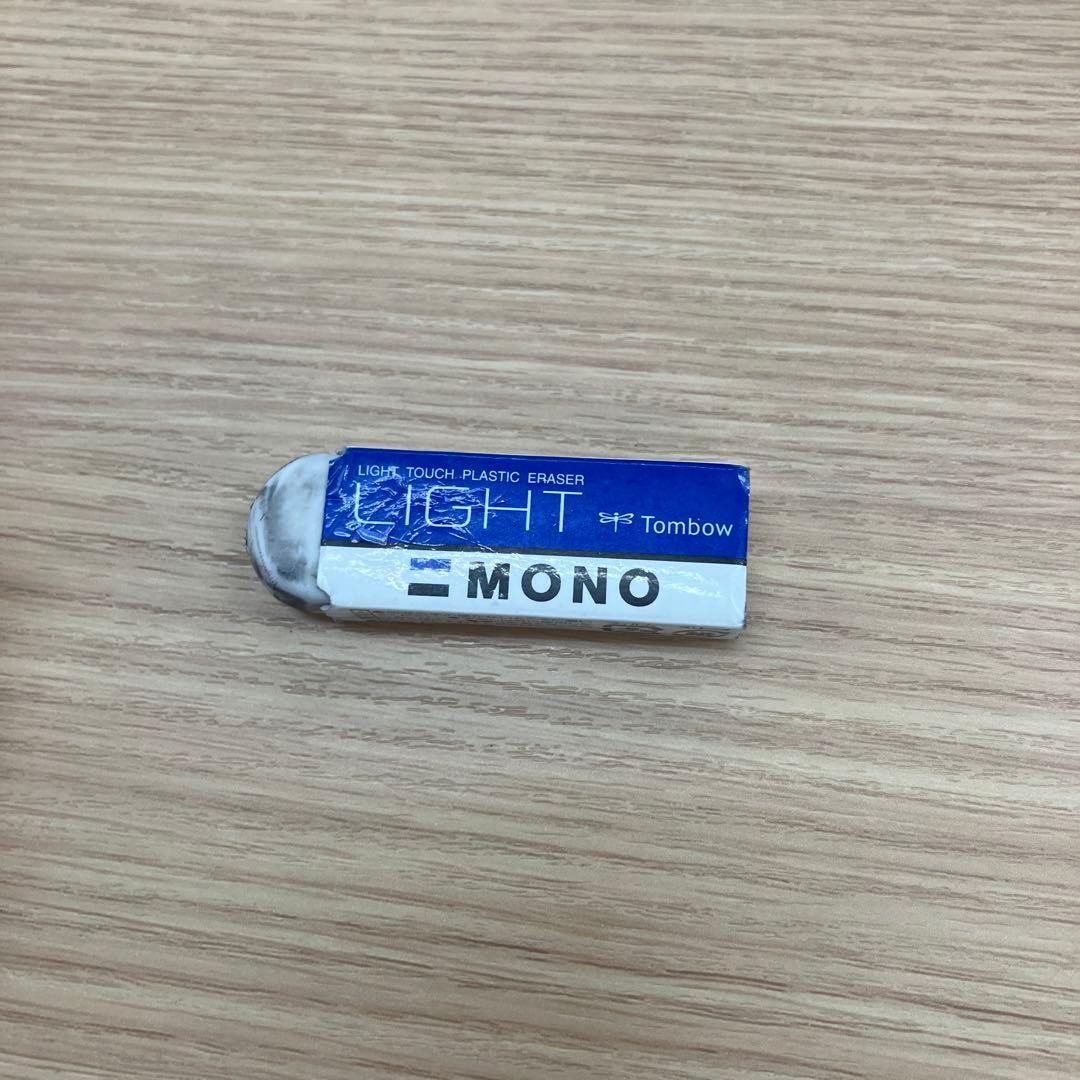 LIGHT TOUCH PLASTIC ERASER
LIGHT
Tombow
MONO